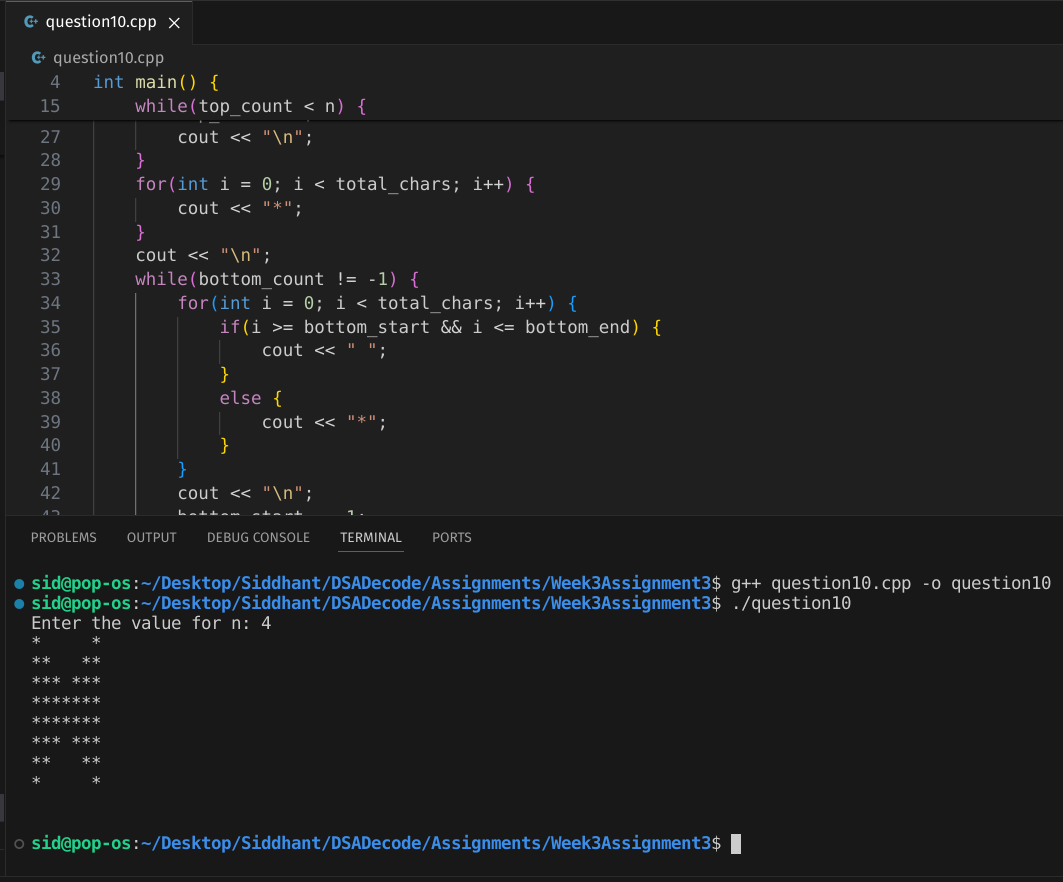 question10.cpp ×
question10.cpp
4 int main() {
15     while(top_count < n) {
27         cout << "\n";
28     }
29     for(int i = 0; i < total_chars; i++) {
30         cout << "*";
31     }
32     cout << "\n";
33     while(bottom_count != -1) {
34         for(int i = 0; i < total_chars; i++) {
35             if(i >= bottom_start && i <= bottom_end) {
36                 cout << " ";
37             }
38             else {
39                 cout << "*";
40             }
41         }
42         cout << "\n";
PROBLEMS OUTPUT DEBUG CONSOLE TERMINAL PORTS
sid@pop-os:~/Desktop/Siddhant/DSADecode/Assignments/Week3Assignment3$ g++ question10.cpp -o question10
sid@pop-os:~/Desktop/Siddhant/DSADecode/Assignments/Week3Assignment3$ ./question10
Enter the value for n: 4
*     *
**   **
*** ***
*******
*******
*** ***
**   **
*     *
sid@pop-os:~/Desktop/Siddhant/DSADecode/Assignments/Week3Assignment3$